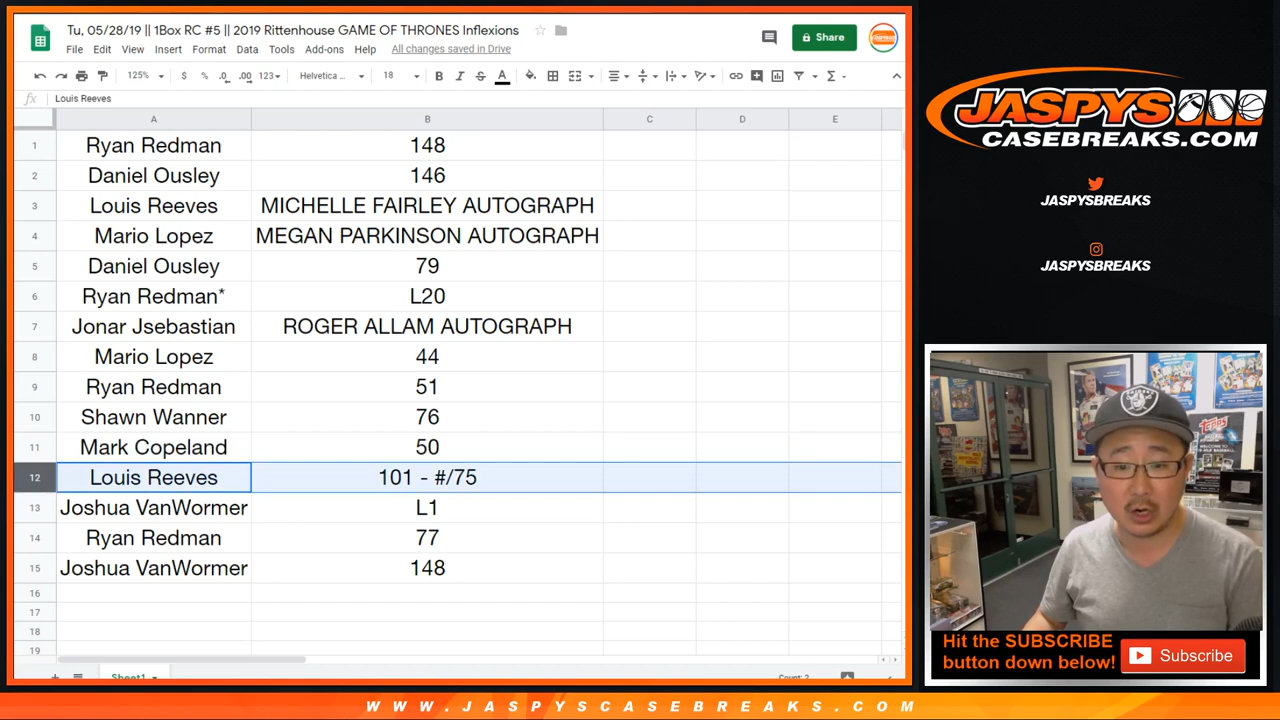 Tu, 05/28/19 || 1Box RC #5 || 2019 Rittenhouse GAME OF THRONES Inflexions
File Edit View Insert Format Data Tools Add-ons Help All changes saved in Drive
Share
125% $ % .0 .00 123 Helvetica ... 18 B I S A
fx Louis Reeves
A B C D E
1 Ryan Redman 148
2 Daniel Ousley 146
3 Louis Reeves MICHELLE FAIRLEY AUTOGRAPH
4 Mario Lopez MEGAN PARKINSON AUTOGRAPH
5 Daniel Ousley 79
6 Ryan Redman* L20
7 Jonar Jsebastian ROGER ALLAM AUTOGRAPH
8 Mario Lopez 44
9 Ryan Redman 51
10 Shawn Wanner 76
11 Mark Copeland 50
12 Louis Reeves 101 - #/75
13 Joshua VanWormer L1
14 Ryan Redman 77
15 Joshua VanWormer 148
16
17
18
19
Sheet1
JASPYS
CASEBREAKS.COM
JASPYSBREAKS
JASPYSBREAKS
TOPPS
Hit the SUBSCRIBE
button down below!
Subscribe
WWW.JASPYSCASEBREAKS.COM